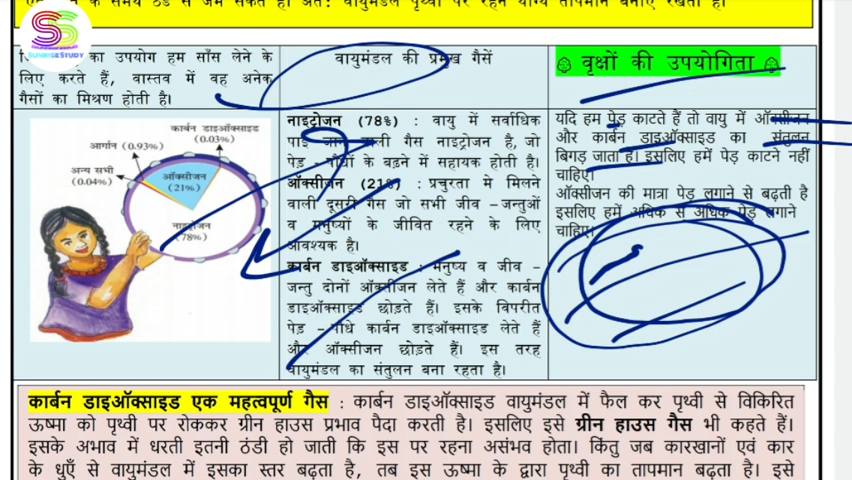 के समय ठंड से जम सकते हैं। अतः वायुमंडल पृथ्वी पर रहने योग्य तापमान बनाए रखता है।
SUNRISE STUDY
का उपयोग हम साँस लेने के
लिए करते हैं, वास्तव में वह अनेक
गैसों का मिश्रण होती है।
आर्गान (0.93%)
कार्बन डाइऑक्साइड
(0.03%)
अन्य सभी
(0.04%)
ऑक्सीजन
(21%)
नाइट्रोजन
(78%)
वायुमंडल की प्रमुख गैसें
नाइट्रोजन (78%) : वायु में सर्वाधिक
पाई जाने वाली गैस नाइट्रोजन है, जो
पेड़ - पौधों के बढ़ने में सहायक होती है।
ऑक्सीजन (21%) : प्रचुरता मे मिलने
वाली दूसरी गैस जो सभी जीव -जन्तुओं
व मनुष्यों के जीवित रहने के लिए
आवश्यक है।
कार्बन डाइऑक्साइड : मनुष्य व जीव -
जन्तु दोनों ऑक्सीजन लेते हैं और कार्बन
डाइऑक्साइड छोड़ते हैं। इसके विपरीत
पेड़ - पौधे कार्बन डाइऑक्साइड लेते हैं
और ऑक्सीजन छोड़ते हैं। इस तरह
वायुमंडल का संतुलन बना रहता है।
वृक्षों की उपयोगिता
यदि हम पेड़ काटते हैं तो वायु में ऑक्सीजन
और कार्बन डाइऑक्साइड का संतुलन
बिगड़ जाता है। इसलिए हमें पेड़ काटने नहीं
चाहिए।
ऑक्सीजन की मात्रा पेड़ लगाने से बढ़ती है
इसलिए हमें अधिक से अधिक पेड़ लगाने
चाहिए।
कार्बन डाइऑक्साइड एक महत्वपूर्ण गैस : कार्बन डाइऑक्साइड वायुमंडल में फैल कर पृथ्वी से विकिरित
ऊष्मा को पृथ्वी पर रोककर ग्रीन हाउस प्रभाव पैदा करती है। इसलिए इसे ग्रीन हाउस गैस भी कहते हैं।
इसके अभाव में धरती इतनी ठंडी हो जाती कि इस पर रहना असंभव होता। किंतु जब कारखानों एवं कार
के धुएँ से वायुमंडल में इसका स्तर बढ़ता है, तब इस ऊष्मा के द्वारा पृथ्वी का तापमान बढ़ता है। इसे